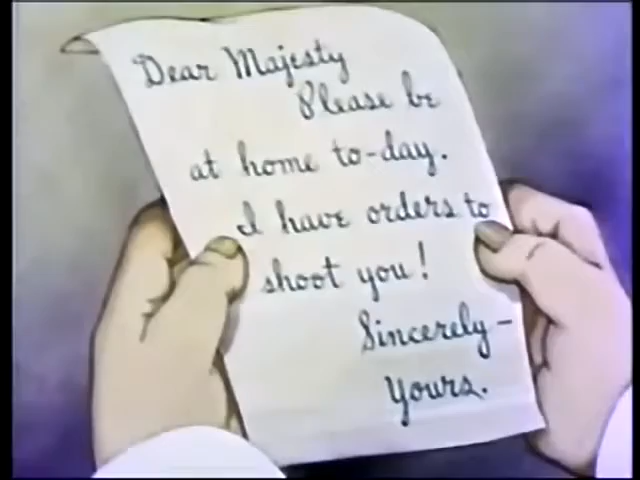 Dear Majesty
Please be
at home to-day.
I have orders to
shoot you!
Sincerely-
yours.